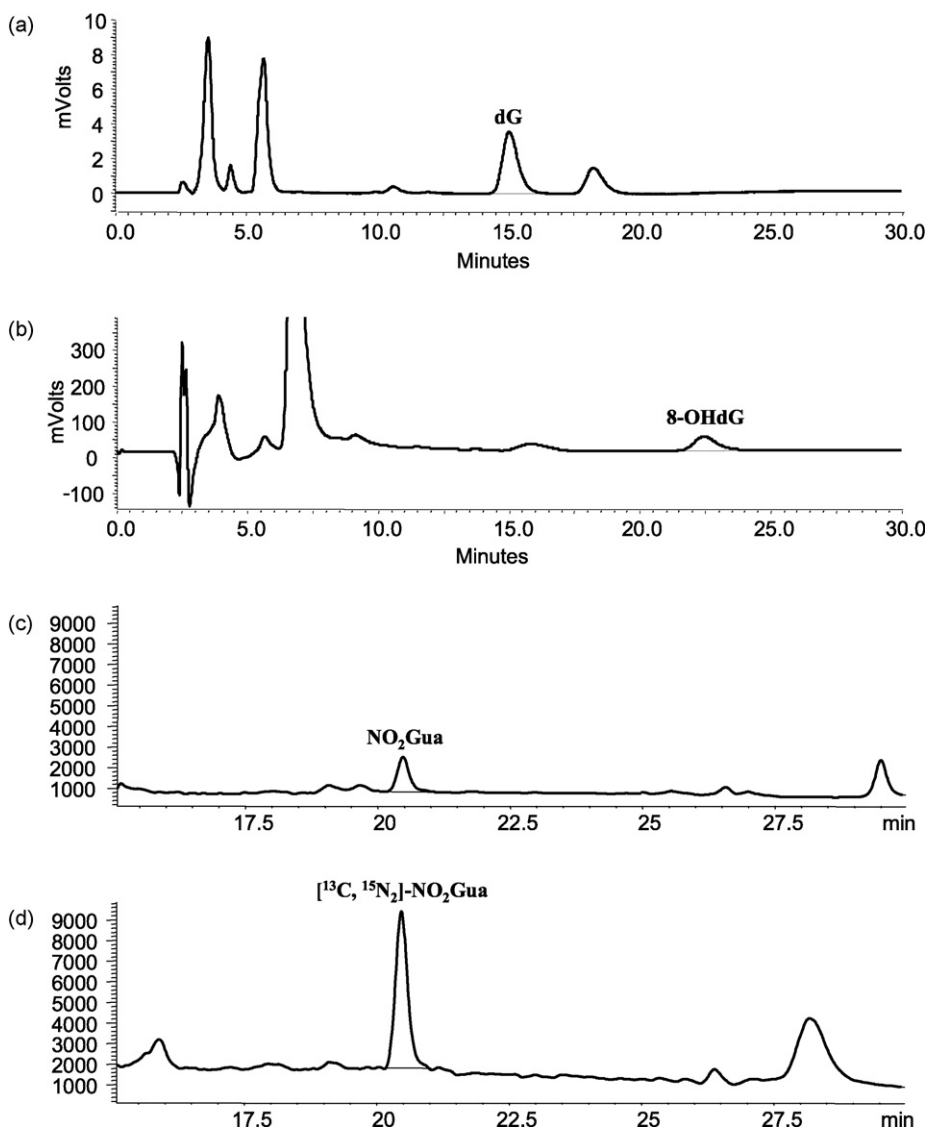 (a)
10
8
6
4
2
0
mVolts
dG
0.0 5.0 10.0 15.0 20.0 25.0 30.0
Minutes
(b)
300
200
100
0
-100
mVolts
8-OHdG
0.0 5.0 10.0 15.0 20.0 25.0 30.0
Minutes
(c)
9000
8000
7000
6000
5000
4000
3000
2000
1000
NO₂Gua
17.5 20 22.5 25 27.5 min
[¹³C, ¹⁵N₂]-NO₂Gua
(d)
9000
8000
7000
6000
5000
4000
3000
2000
1000
17.5 20 22.5 25 27.5 min